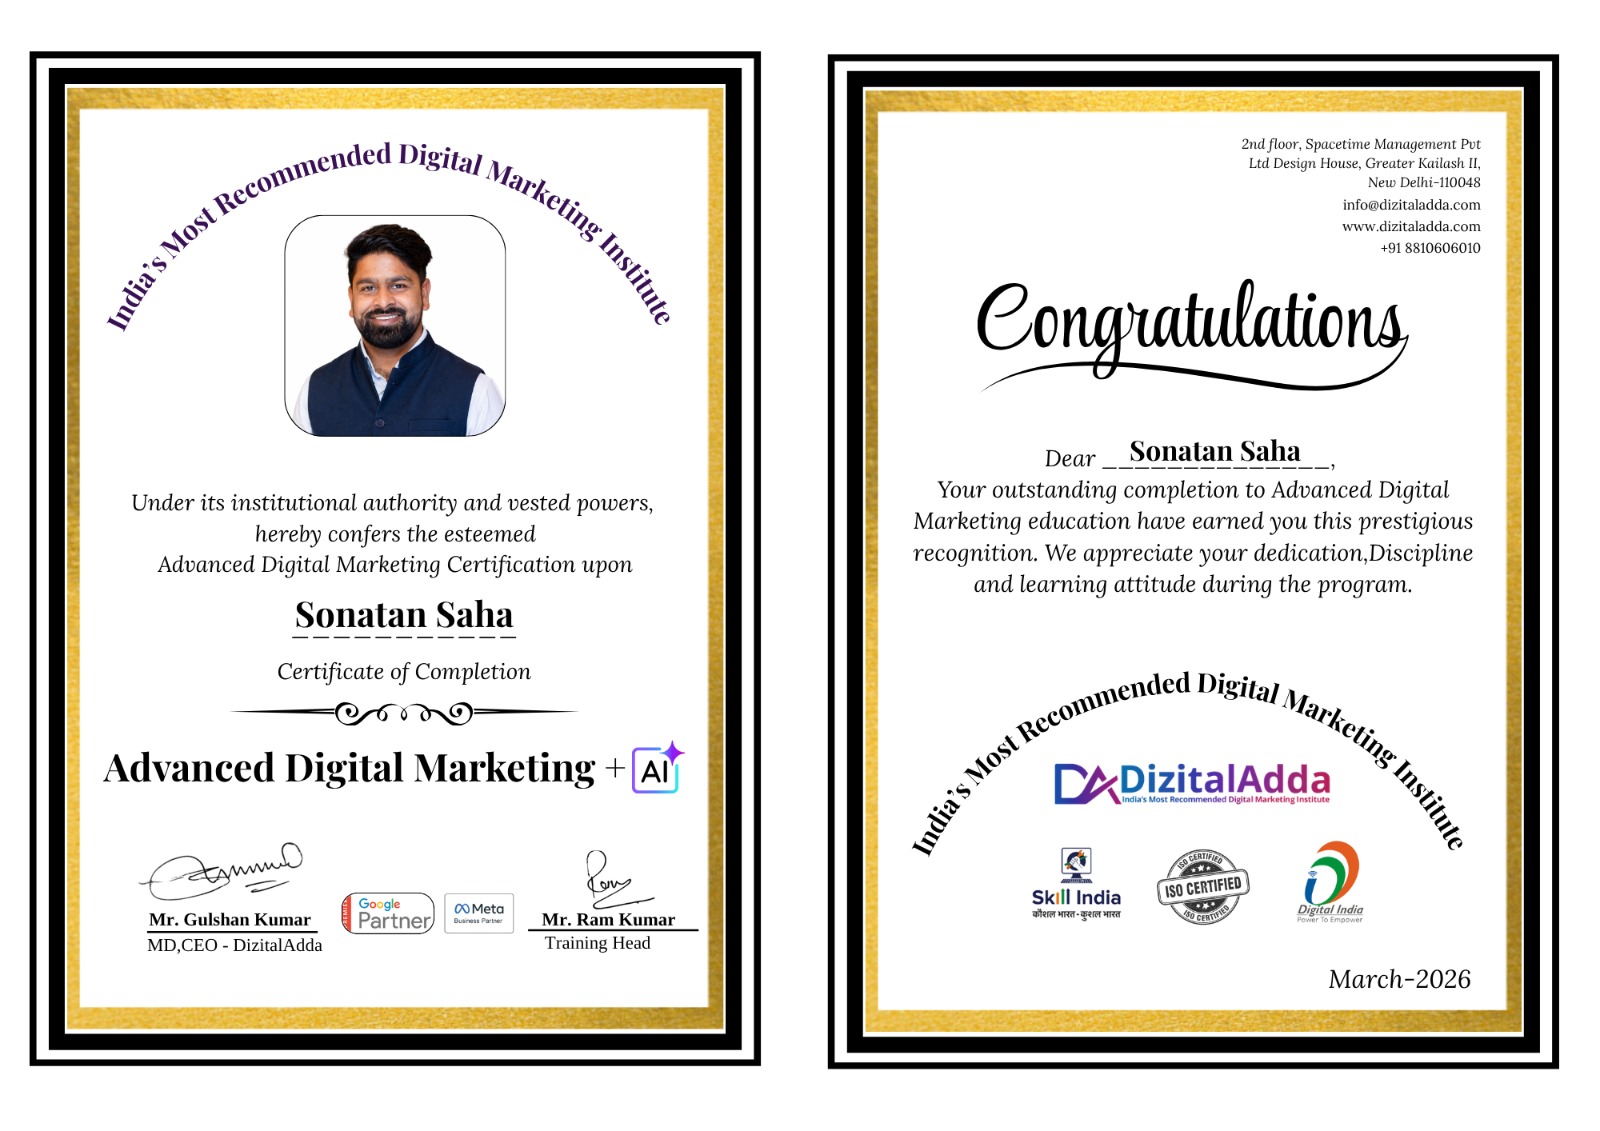 India's Most Recommended Digital Marketing Institute
Under its institutional authority and vested powers,
hereby confers the esteemed
Advanced Digital Marketing Certification upon
Sonatan Saha
Certificate of Completion
Advanced Digital Marketing + AI
Mr. Gulshan Kumar
MD,CEO - DizitalAdda
PREMIER
Google
Partner
Meta
Business Partner
Mr. Ram Kumar
Training Head
2nd floor, Spacetime Management Pvt
Ltd Design House, Greater Kailash II,
New Delhi-110048
info@dizitaladda.com
www.dizitaladda.com
+91 8810606010
Congratulations
Dear Sonatan Saha,
Your outstanding completion to Advanced Digital
Marketing education have earned you this prestigious
recognition. We appreciate your dedication,Discipline
and learning attitude during the program.
India's Most Recommended Digital Marketing Institute
DA DizitalAdda
India's Most Recommended Digital Marketing Institute
Skill India
कौशल भारत - कुशल भारत
ISO CERTIFIED
ISO CERTIFIED
ISO CERTIFIED
Digital India
Power To Empower
March-2026